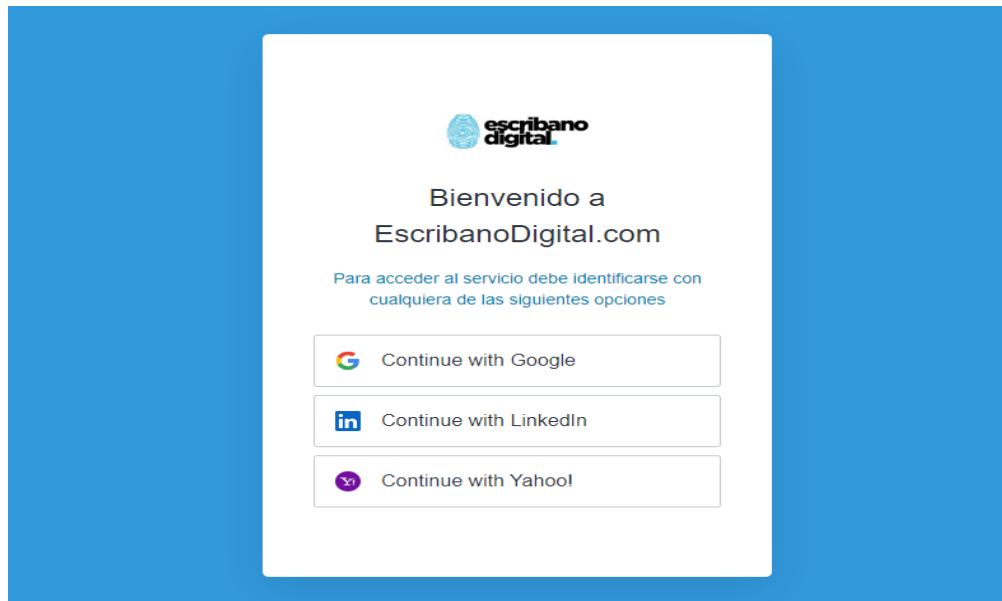 escribano
digital.
Bienvenido a
EscribanoDigital.com
Para acceder al servicio debe identificarse con
cualquiera de las siguientes opciones
Continue with Google
in Continue with LinkedIn
Y! Continue with Yahoo!